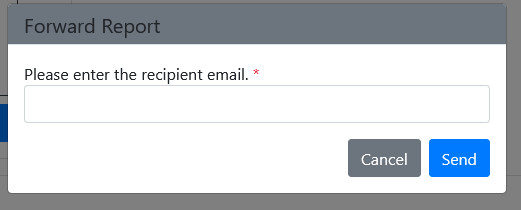 Forward Report
Please enter the recipient email. *
Cancel
Send